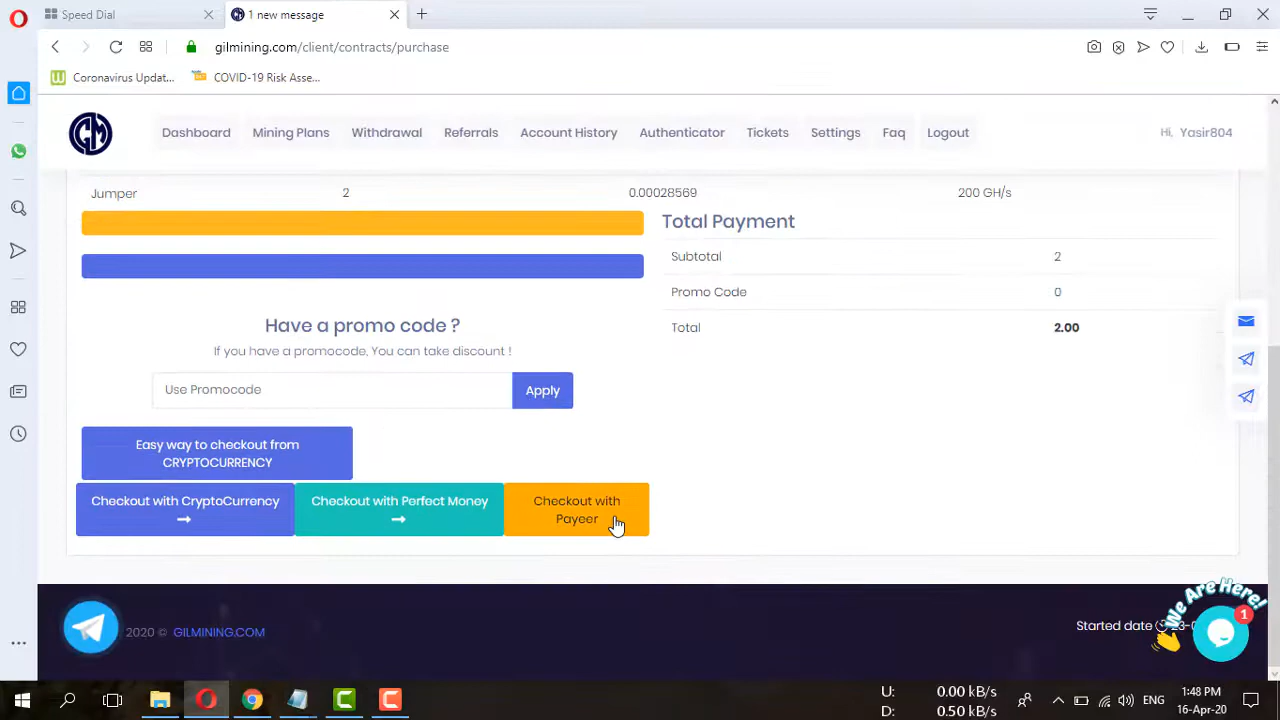 Speed Dial
1 new message
gilmining.com/client/contracts/purchase
Coronavirus Updat...
COVID-19 Risk Asse...
GM
Dashboard Mining Plans Withdrawal Referrals Account History Authenticator Tickets Settings Faq Logout
Hi, Yasir804
Jumper 2 0.00028569 200 GH/s
Total Payment
Subtotal 2
Promo Code 0
Total 2.00
Have a promo code ?
If you have a promocode, You can take discount !
Use Promocode
Apply
Easy way to checkout from
CRYPTOCURRENCY
Checkout with CryptoCurrency
Checkout with Perfect Money
Checkout with
Payeer
2020 © GILMINING.COM
Started date
We Are Here!
1
U: 0.00 kB/s
D: 0.50 kB/s
ENG
1:48 PM
16-Apr-20